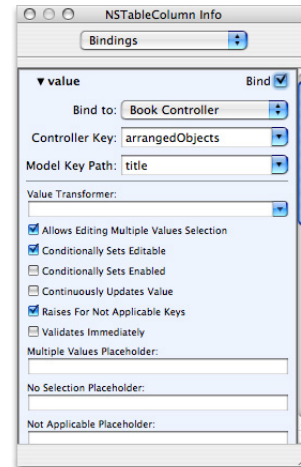 NSTableColumn Info
Bindings
value Bind
Bind to: Book Controller
Controller Key: arrangedObjects
Model Key Path: title
Value Transformer:
Allows Editing Multiple Values Selection
Conditionally Sets Editable
Conditionally Sets Enabled
Continuously Updates Value
Raises For Not Applicable Keys
Validates Immediately
Multiple Values Placeholder:
No Selection Placeholder:
Not Applicable Placeholder: